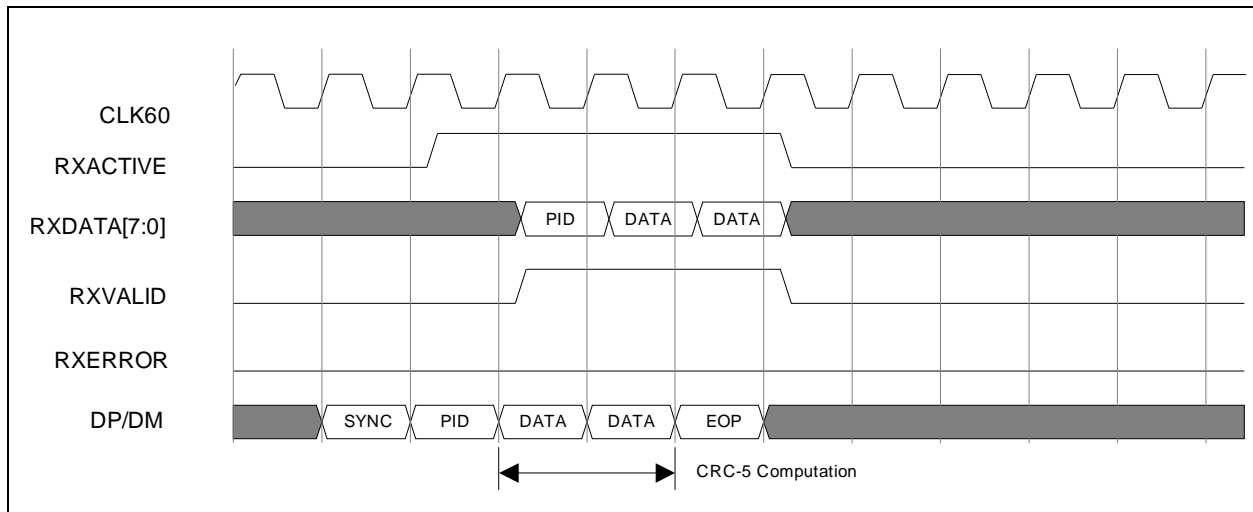 CLK60
RXACTIVE
RXDATA[7:0] PID DATA DATA
RXVALID
RXERROR
DP/DM SYNC PID DATA DATA EOP
CRC-5 Computation